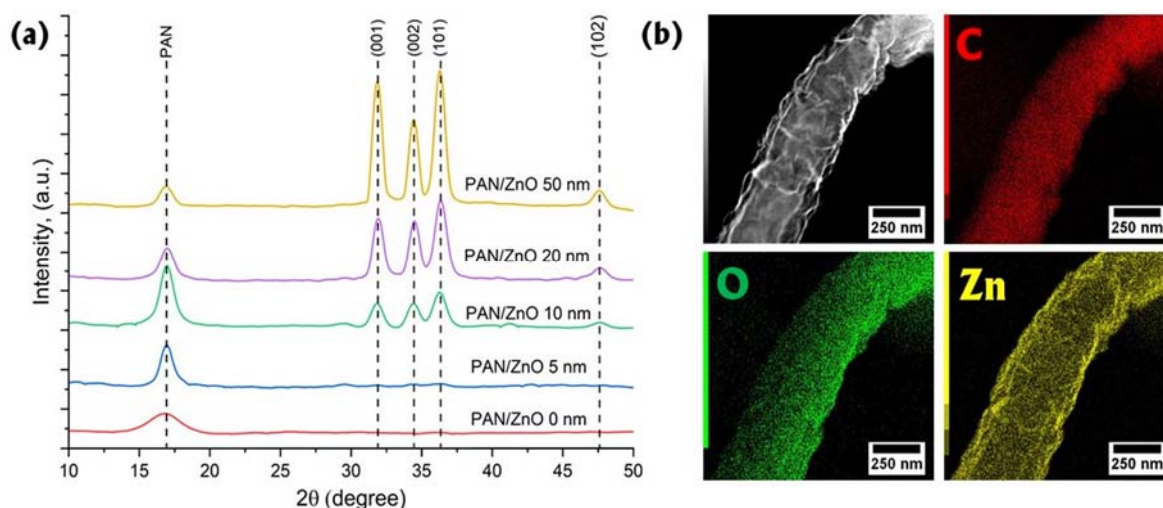 (a)
PAN
(001)
(002)
(101)
(102)
PAN/ZnO 50 nm
PAN/ZnO 20 nm
PAN/ZnO 10 nm
PAN/ZnO 5 nm
PAN/ZnO 0 nm
Intensity, (a.u.)
10 15 20 25 30 35 40 45 50
2θ (degree)
(b)
250 nm
C
250 nm
O
250 nm
Zn
250 nm